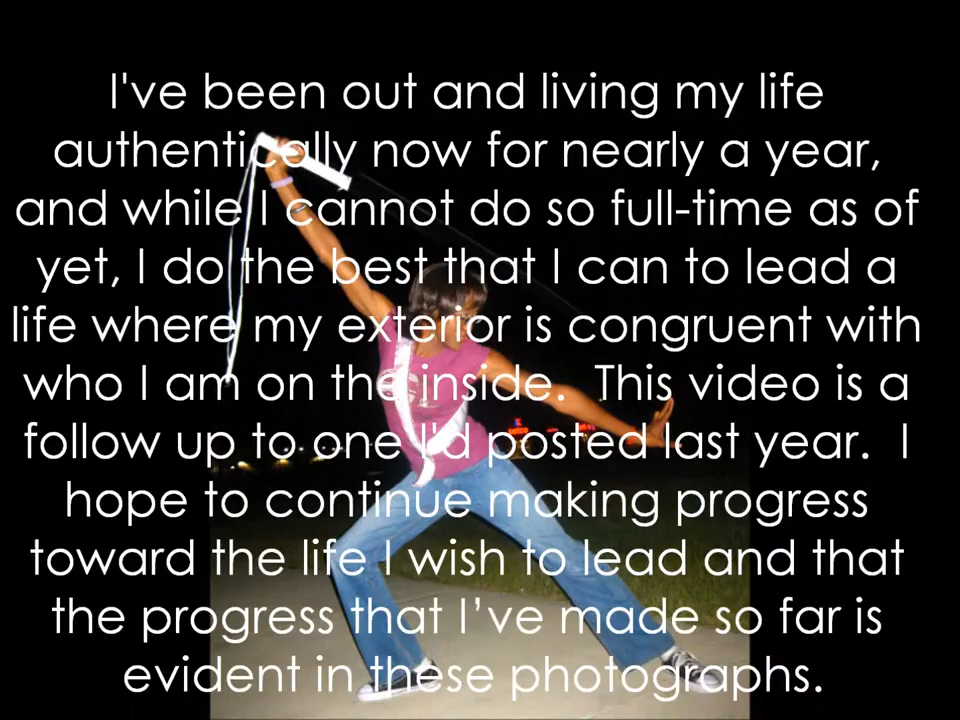 I've been out and living my life
authentically now for nearly a year,
and while I cannot do so full-time as of
yet, I do the best that I can to lead a
life where my exterior is congruent with
who I am on the inside.  This video is a
follow up to one I'd posted last year.  I
hope to continue making progress
toward the life I wish to lead and that
the progress that I’ve made so far is
evident in these photographs.